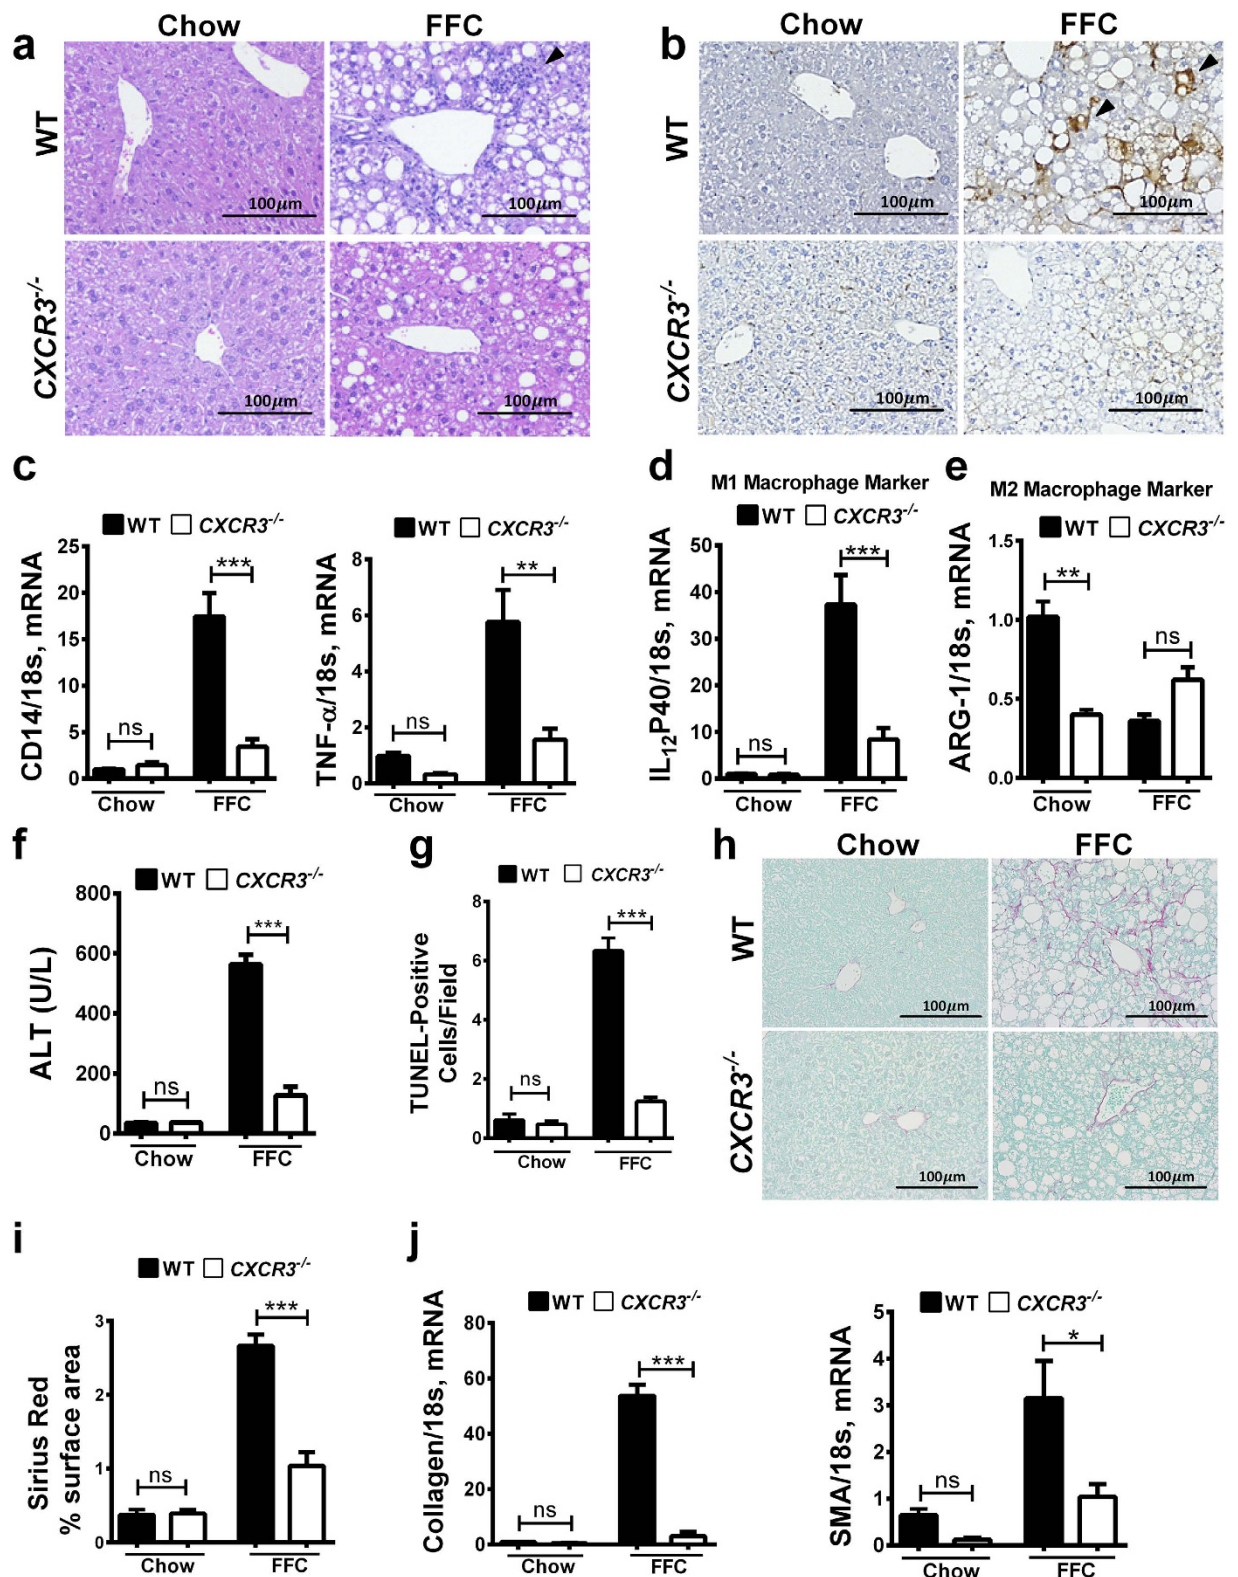 a
Chow
FFC
WT
100μm
100μm
CXCR3-/-
100μm
100μm
b
Chow
FFC
WT
100μm
100μm
CXCR3-/-
100μm
100μm
c
WT CXCR3-/-
CD14/18s, mRNA
25
20
15
10
5
0
ns
***
Chow
FFC
WT CXCR3-/-
TNF-α/18s, mRNA
8
6
4
2
0
ns
**
Chow
FFC
d
M1 Macrophage Marker
WT CXCR3-/-
IL12P40/18s, mRNA
50
40
30
20
10
0
ns
***
Chow
FFC
e
M2 Macrophage Marker
WT CXCR3-/-
ARG-1/18s, mRNA
1.5
1.0
0.5
0.0
**
ns
Chow
FFC
f
WT CXCR3-/-
ALT (U/L)
800
600
400
200
0
ns
***
Chow
FFC
g
WT CXCR3-/-
TUNEL-Positive
Cells/Field
8
6
4
2
0
ns
***
Chow
FFC
h
Chow
FFC
WT
100μm
100μm
CXCR3-/-
100μm
100μm
i
WT CXCR3-/-
Sirius Red
% surface area
3
2
1
0
ns
***
Chow
FFC
j
WT CXCR3-/-
Collagen/18s, mRNA
80
60
40
20
0
ns
***
Chow
FFC
WT CXCR3-/-
SMA/18s, mRNA
5
4
3
2
1
0
ns
*
Chow
FFC